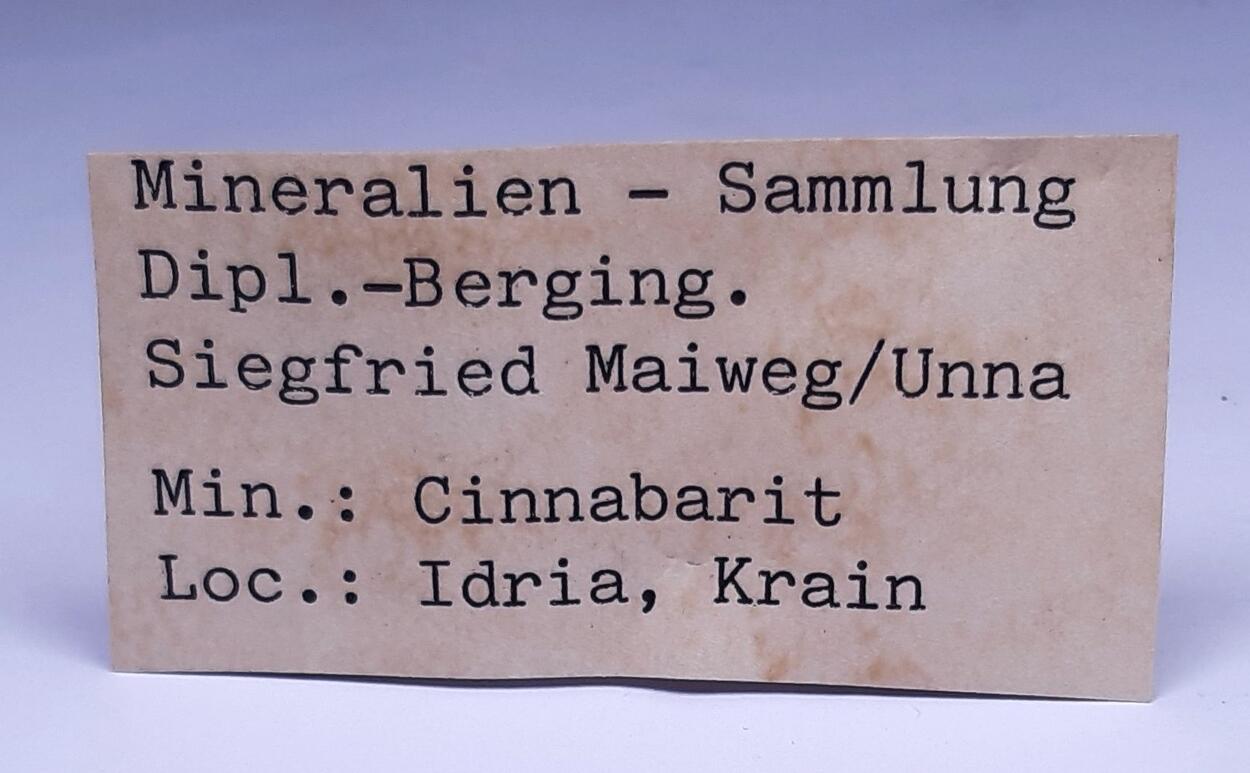 Mineralien - Sammlung
Dipl.-Berging.
Siegfried Maiweg/Unna
Min.: Cinnabarit
Loc.: Idria, Krain